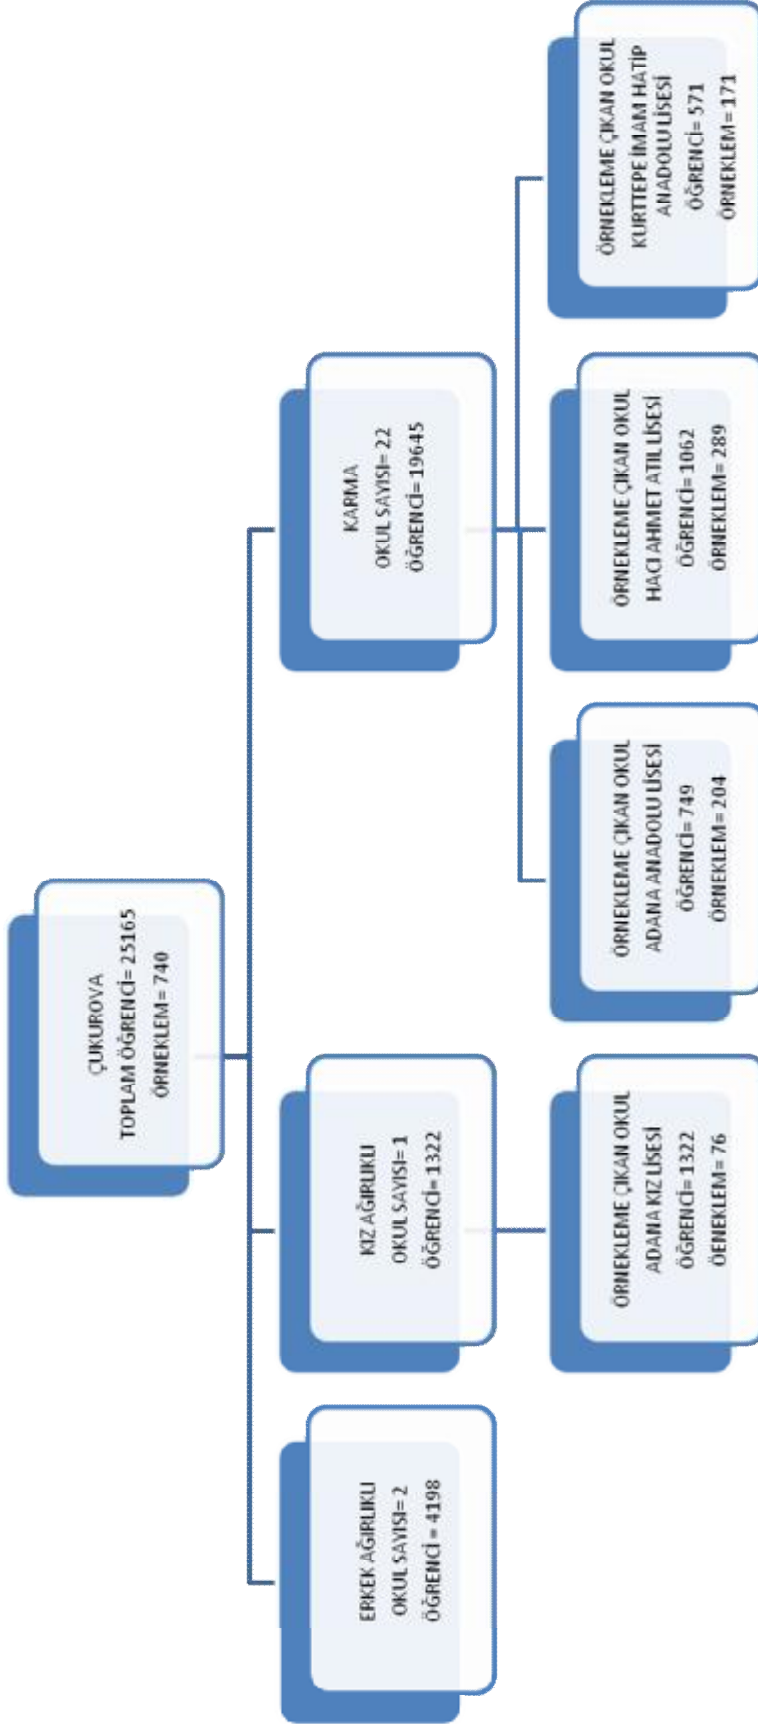 ÇUKUROVA
TOPLAM ÖĞRENCİ= 25165
ÖRNEKLEM= 740
ERKEK AĞIRLIKLI
OKUL SAYISI= 2
ÖĞRENCİ = 4198
KIZ AĞIRLIKLI
OKUL SAYISI= 1
ÖĞRENCİ= 1322
KARMA
OKUL SAYISI= 22
ÖĞRENCİ=19645
ÖRNEKLEME ÇIKAN OKUL
ADANA KIZ LİSESİ
ÖĞRENCİ=1322
ÖENEKLEM= 76
ÖRNEKLEME ÇIKAN OKUL
ADANA ANADOLU LİSESİ
ÖĞRENCİ= 749
ÖRNEKLEM= 204
ÖRNEKLEME ÇIKAN OKUL
HACI AHMET ATIL LİSESİ
ÖĞRENCİ=1062
ÖRNEKLEM= 289
ÖRNEKLEME ÇIKAN OKUL
KURTTEPE İMAM HATİP
ANADOLU LİSESİ
ÖĞRENCİ= 571
ÖRNEKLEM= 171